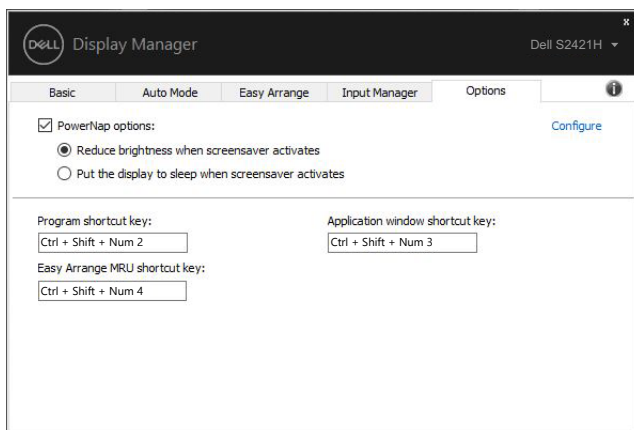 x
DELL Display Manager
Dell S2421H
Basic Auto Mode Easy Arrange Input Manager Options
PowerNap options: Configure
Reduce brightness when screensaver activates
Put the display to sleep when screensaver activates
Program shortcut key: Application window shortcut key:
Ctrl + Shift + Num 2 Ctrl + Shift + Num 3
Easy Arrange MRU shortcut key:
Ctrl + Shift + Num 4